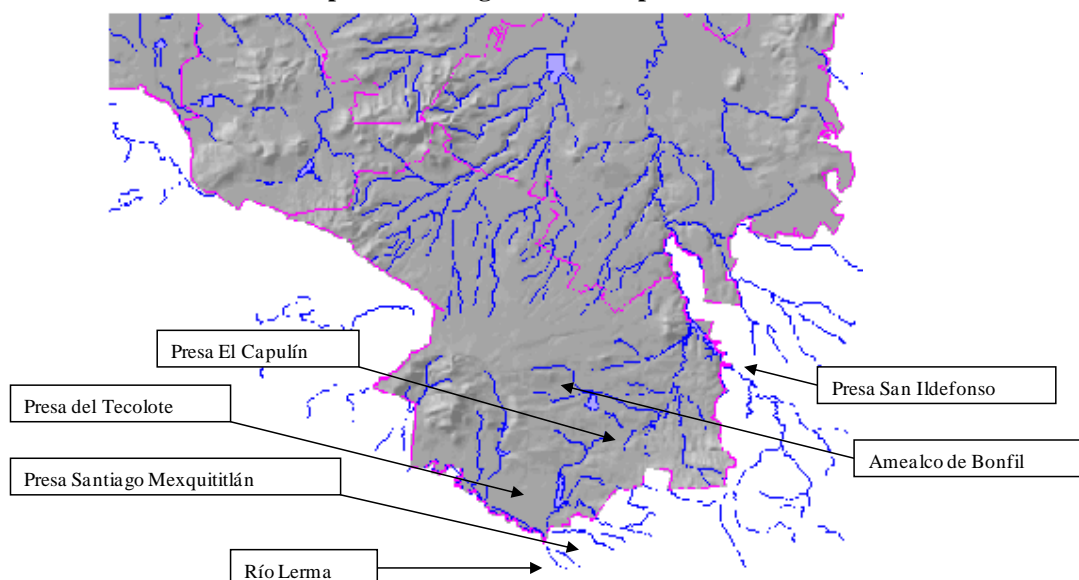 Presa El Capulín
Presa San Ildefonso
Presa del Tecolote
Amealco de Bonfil
Presa Santiago Mexquititlán
Río Lerma